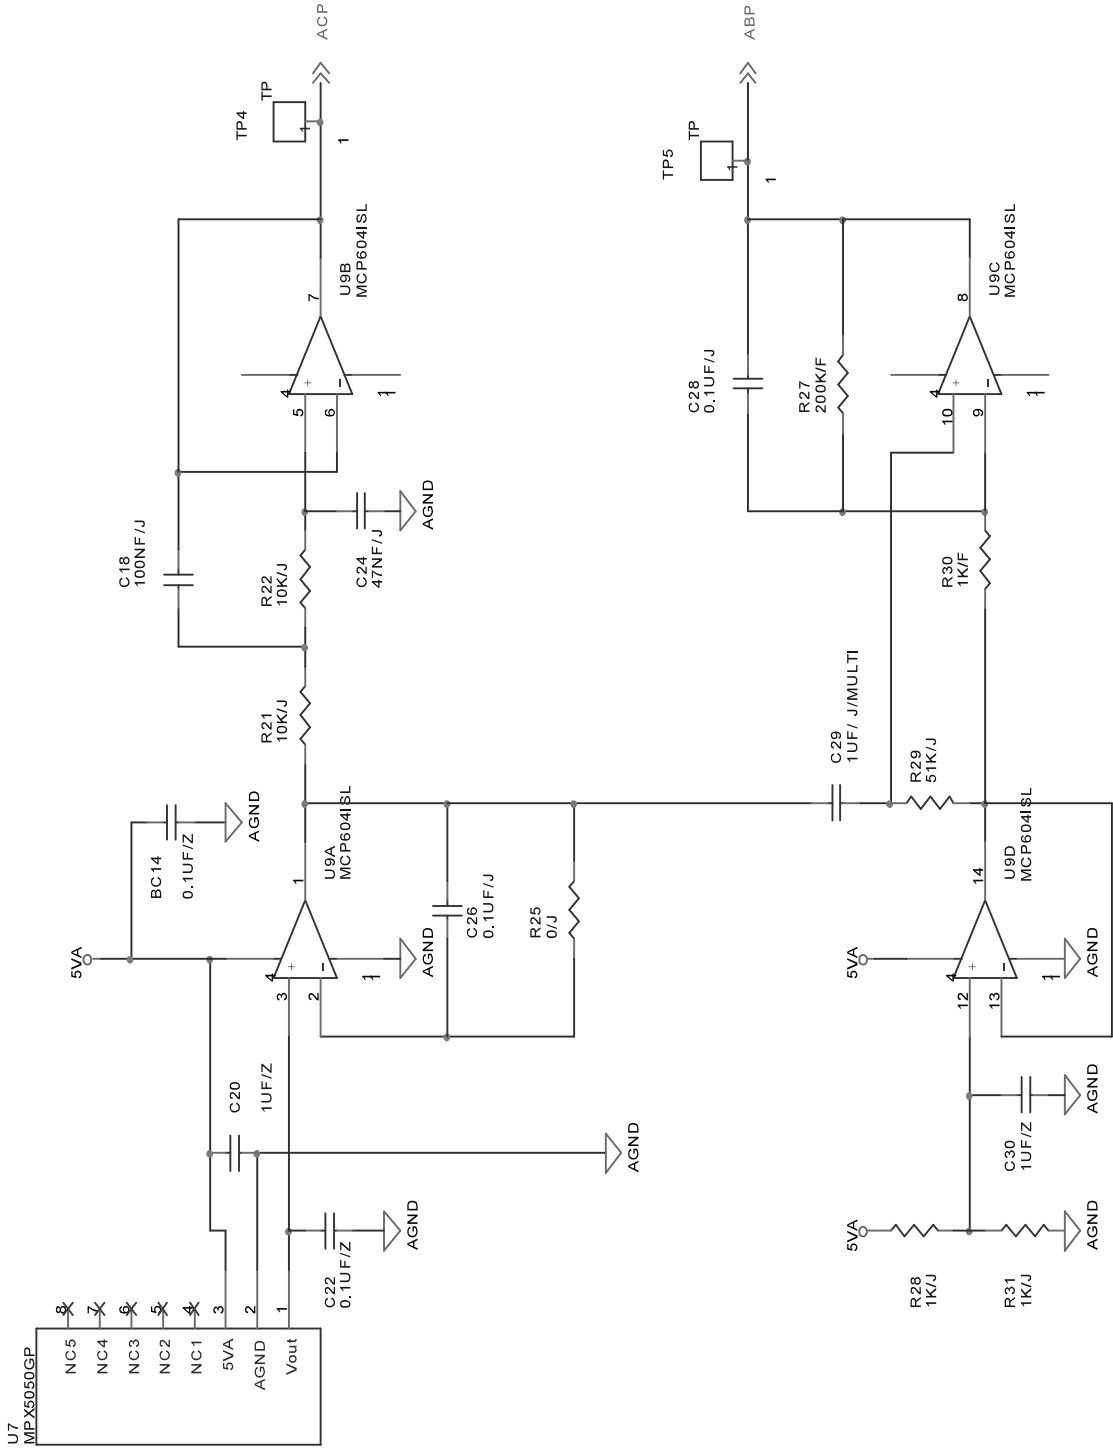 U7
MPX5050GP
NC5
NC4
NC3
NC2
NC1
5VA
AGND
Vout
8
7
6
5
4
3
2
1
C22
0.1UF/Z
AGND
C20
1UF/Z
AGND
5VA
BC14
0.1UF/Z
AGND
3
2
4
+
-
11
1
AGND
U9A
MCP604ISL
C26
0.1UF/J
R25
0/J
R21
10K/J
R22
10K/J
C18
100NF/J
C24
47NF/J
AGND
5
6
4
+
-
11
7
U9B
MCP604ISL
TP4
TP
1
1
ACP
5VA
R28
1K/J
R31
1K/J
AGND
C30
1UF/Z
AGND
5VA
12
13
4
+
-
11
14
AGND
U9D
MCP604ISL
C29
1UF/ J/MULTI
R29
51K/J
R30
1K/F
10
9
4
+
-
11
8
U9C
MCP604ISL
R27
200K/F
C28
0.1UF/J
TP5
TP
1
1
ABP